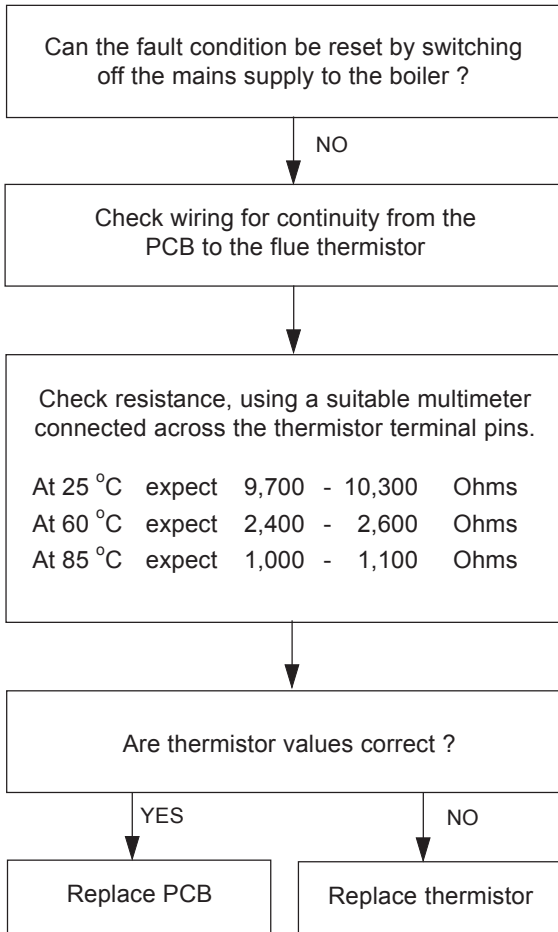 Can the fault condition be reset by switching
off the mains supply to the boiler ?
NO
Check wiring for continuity from the
PCB to the flue thermistor
Check resistance, using a suitable multimeter
connected across the thermistor terminal pins.
At 25 °C expect 9,700 - 10,300 Ohms
At 60 °C expect 2,400 - 2,600 Ohms
At 85 °C expect 1,000 - 1,100 Ohms
Are thermistor values correct ?
YES NO
Replace PCB Replace thermistor